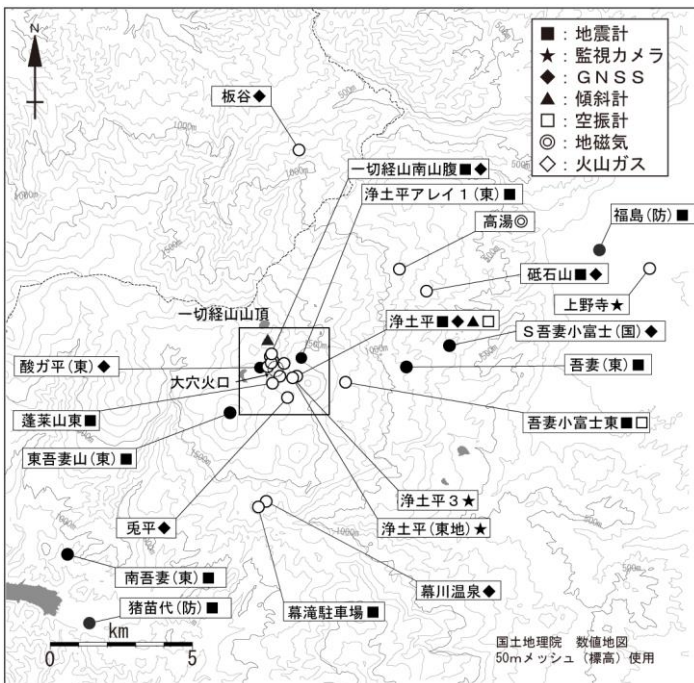 N
■：地震計
★：監視カメラ
◆：ＧＮＳＳ
▲：傾斜計
□：空振計
◎：地磁気
◇：火山ガス
板谷◆
一切経山南山腹■◆
浄土平アレイ1(東)■
高湯◎
福島(防)■
砥石山■◆
上野寺★
一切経山山頂
浄土平■◆▲□
Ｓ吾妻小富士(国)◆
酸ガ平(東)◆
大穴火口
吾妻(東)■
蓬莱山東■
吾妻小富士東■□
東吾妻山(東)■
浄土平３★
兎平◆
浄土平(東地)★
南吾妻(東)■
幕川温泉◆
猪苗代(防)■
幕滝駐車場■
km
0 5
国土地理院　数値地図
50mメッシュ（標高）使用
500m
1000m
1000m
1500m
1000m
1000m
500m